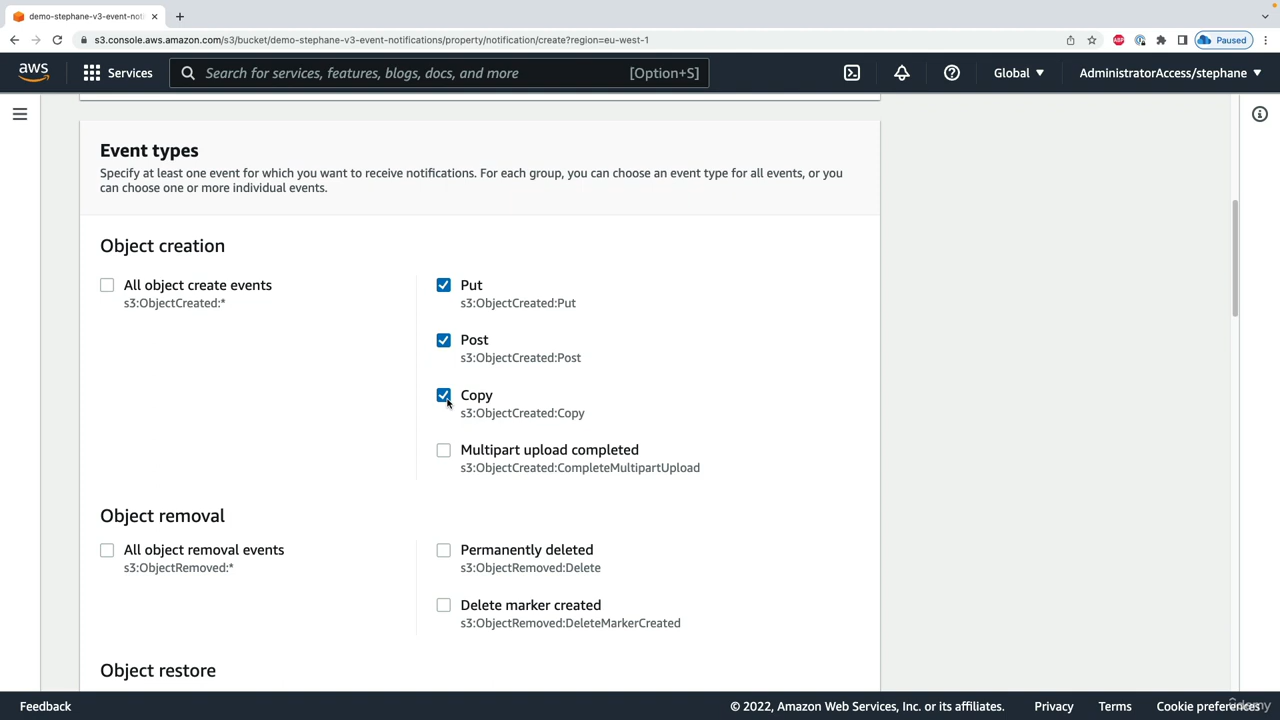 demo-stephane-v3-event-noti
s3.console.aws.amazon.com/s3/bucket/demo-stephane-v3-event-notifications/property/notification/create?region=eu-west-1
ABP
Paused
aws
Services
Search for services, features, blogs, docs, and more
[Option+S]
Global
AdministratorAccess/stephane
Event types
Specify at least one event for which you want to receive notifications. For each group, you can choose an event type for all events, or you
can choose one or more individual events.
Object creation
All object create events
s3:ObjectCreated:*
Put
s3:ObjectCreated:Put
Post
s3:ObjectCreated:Post
Copy
s3:ObjectCreated:Copy
Multipart upload completed
s3:ObjectCreated:CompleteMultipartUpload
Object removal
All object removal events
s3:ObjectRemoved:*
Permanently deleted
s3:ObjectRemoved:Delete
Delete marker created
s3:ObjectRemoved:DeleteMarkerCreated
Object restore
Feedback
© 2022, Amazon Web Services, Inc. or its affiliates.
Privacy
Terms
Cookie preferences
Udemy